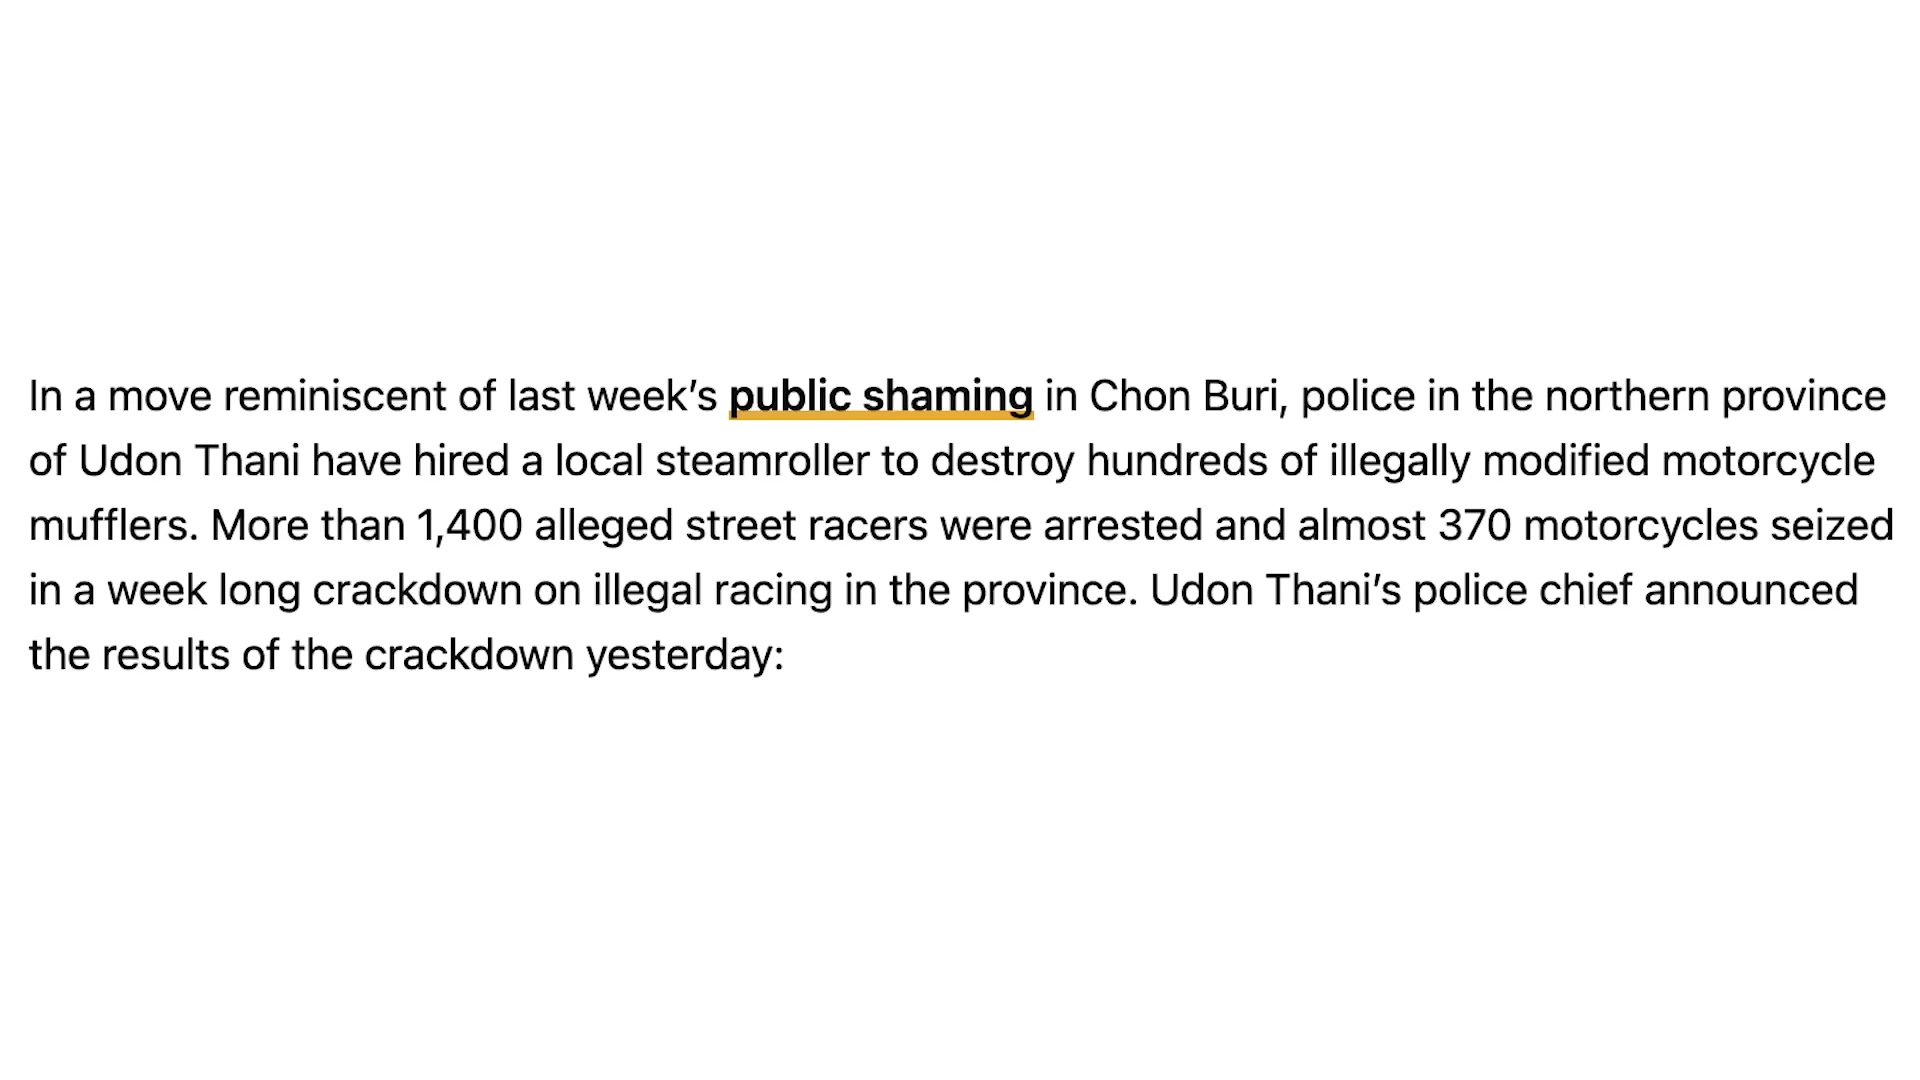 In a move reminiscent of last week’s public shaming in Chon Buri, police in the northern province
of Udon Thani have hired a local steamroller to destroy hundreds of illegally modified motorcycle
mufflers. More than 1,400 alleged street racers were arrested and almost 370 motorcycles seized
in a week long crackdown on illegal racing in the province. Udon Thani’s police chief announced
the results of the crackdown yesterday: